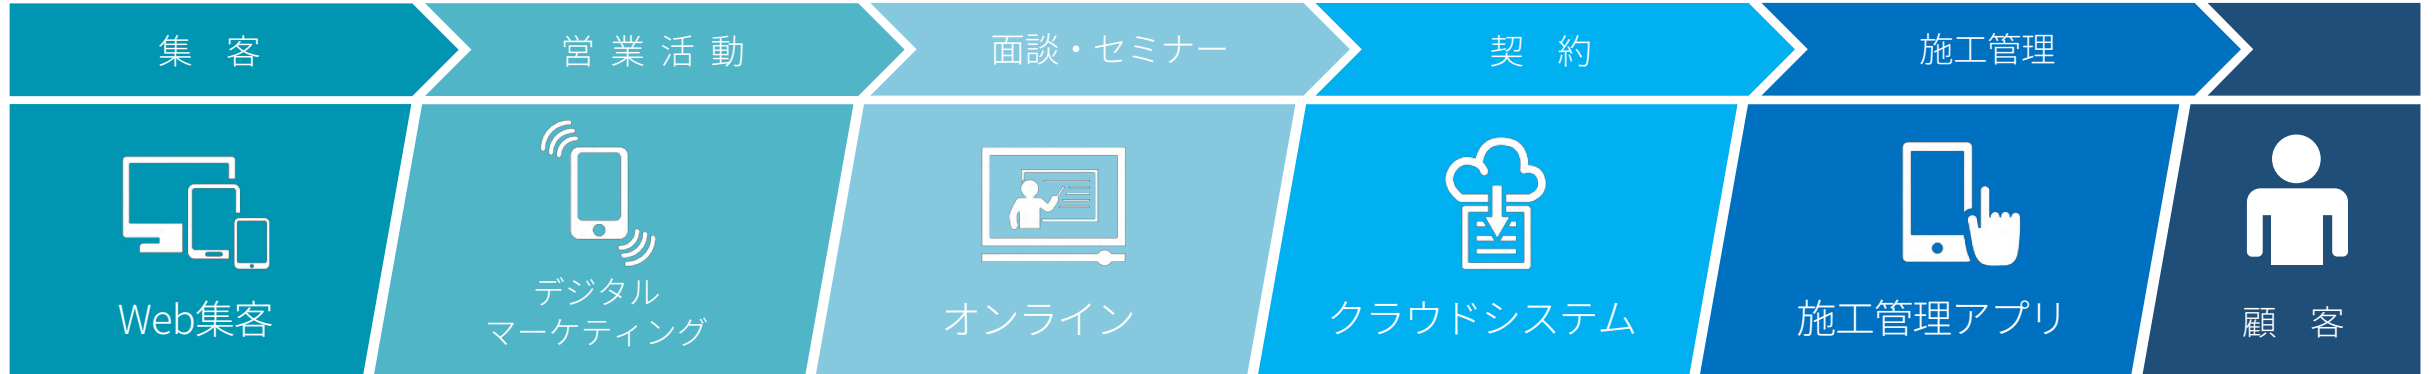 集　客
営 業 活 動
面談・セミナー
契　約
施工管理
Web集客
デジタル
マーケティング
オンライン
クラウドシステム
施工管理アプリ
顧　客